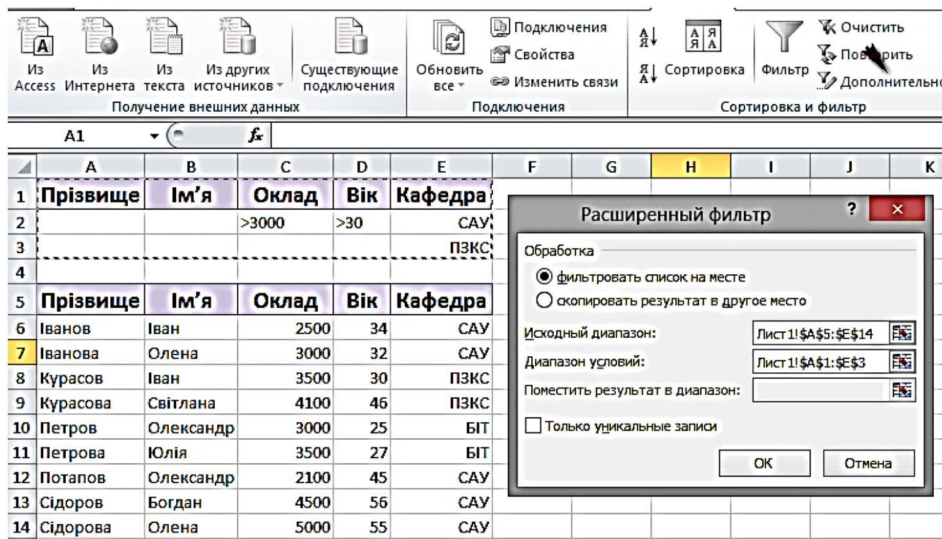 Из Access
Из Интернета
Из текста
Из других источников
Существующие подключения
Получение внешних данных
Обновить все
Подключения
Свойства
Изменить связи
Подключения
А Я
Я А
Сортировка
Фильтр
Очистить
Дополнительно
Сортировка и фильтр
A1 fx
A B C D E F G H I J K
1 Прізвище Ім’я Оклад Вік Кафедра
2 >3000 >30 САУ
3 ПЗКС
4
5 Прізвище Ім’я Оклад Вік Кафедра
6 Іванов Іван 2500 34 САУ
7 Іванова Олена 3000 32 САУ
8 Курасов Іван 3500 30 ПЗКС
9 Курасова Світлана 4100 46 ПЗКС
10 Петров Олександр 3000 25 БІТ
11 Петрова Юлія 3500 27 БІТ
12 Потапов Олександр 2100 45 САУ
13 Сідоров Богдан 4500 56 САУ
14 Сідорова Олена 5000 55 САУ
Расширенный фильтр
Обработка
фильтровать список на месте
скопировать результат в другое место
Исходный диапазон: Лист1!$A$5:$E$14
Диапазон условий: Лист1!$A$1:$E$3
Поместить результат в диапазон:
Только уникальные записи
ОК Отмена